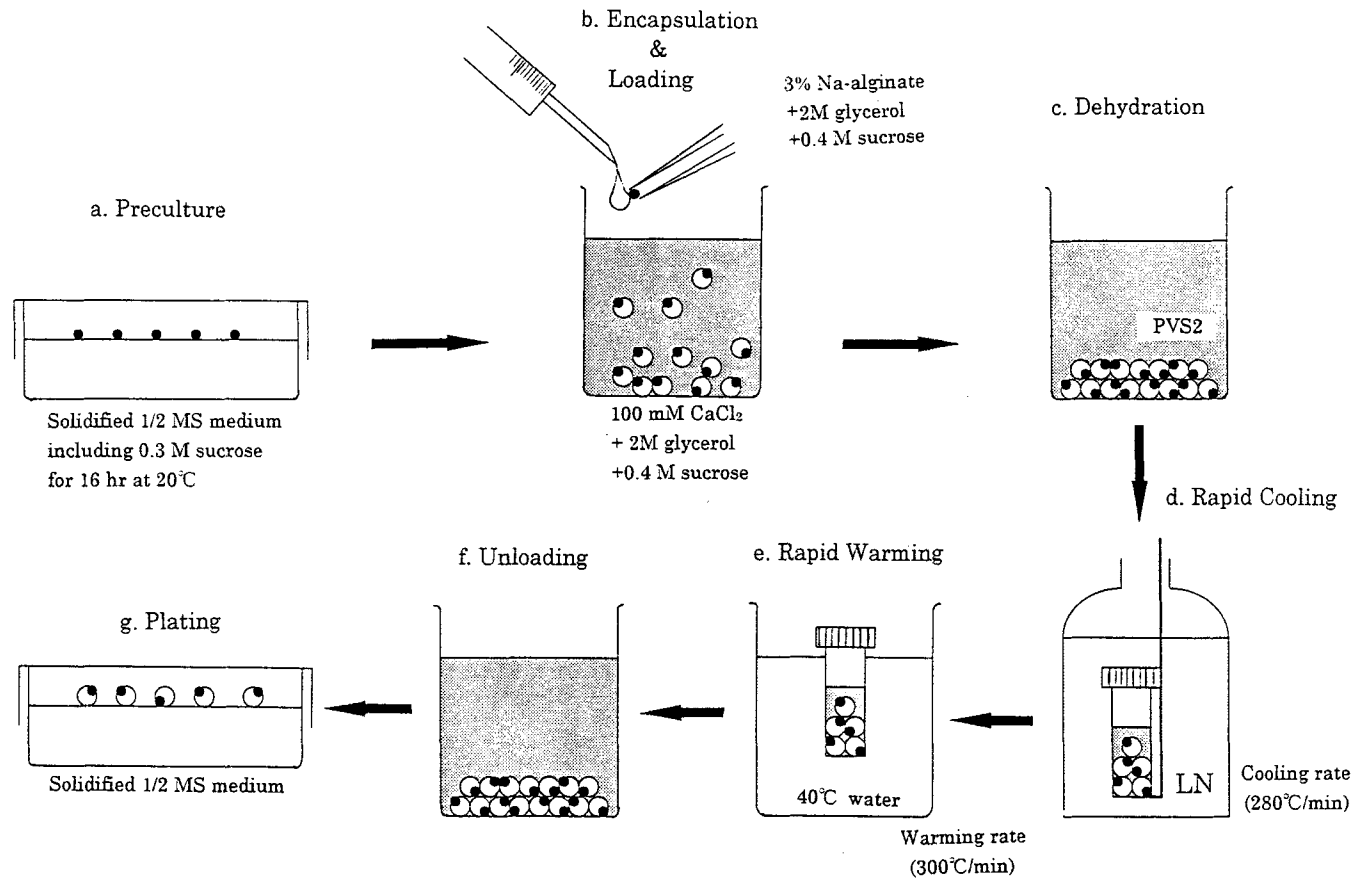 a. Preculture
Solidified 1/2 MS medium
including 0.3 M sucrose
for 16 hr at 20℃
b. Encapsulation
&
Loading
3% Na-alginate
+2M glycerol
+0.4 M sucrose
100 mM CaCl₂
+ 2M glycerol
+0.4 M sucrose
c. Dehydration
PVS2
d. Rapid Cooling
LN
Cooling rate
(280℃/min)
e. Rapid Warming
40℃ water
Warming rate
(300℃/min)
f. Unloading
g. Plating
Solidified 1/2 MS medium